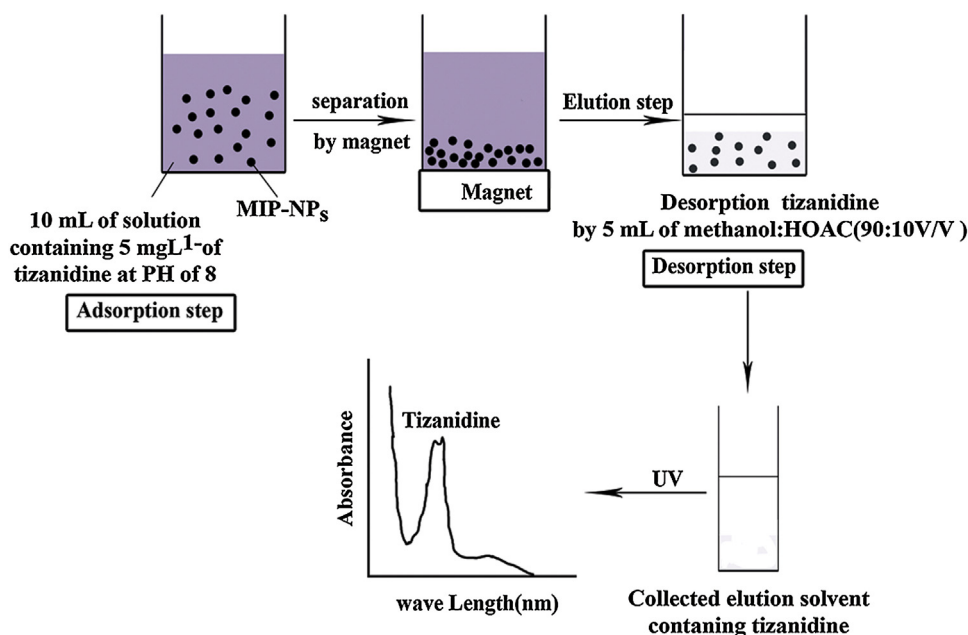 separation
by magnet
Elution step
MIP-NPs
Magnet
10 mL of solution
containing 5 mgL1-of
tizanidine at PH of 8
Adsorption step
Desorption tizanidine
by 5 mL of methanol:HOAC(90:10V/V )
Desorption step
UV
Tizanidine
Absorbance
wave Length(nm)
Collected elution solvent
contaning tizanidine